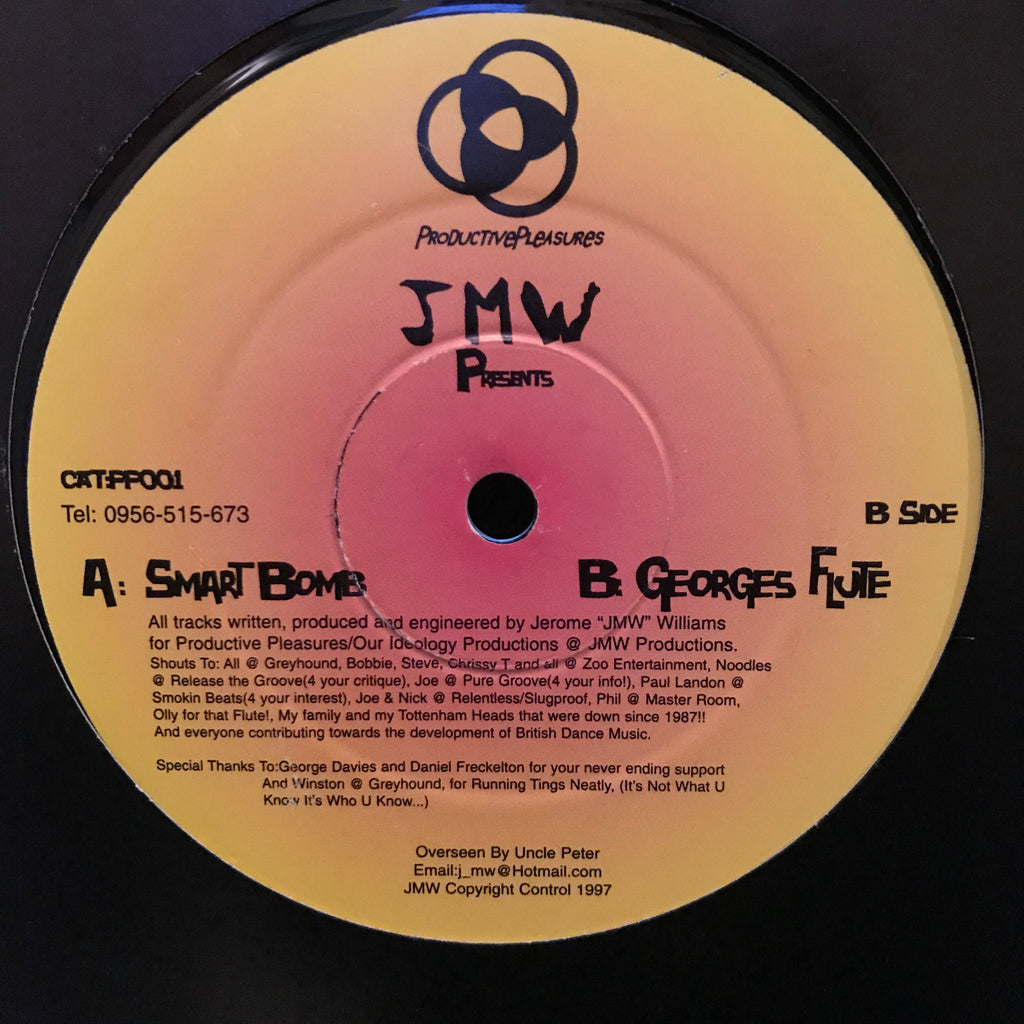 ProductivePleasures
JMW
Presents
CAT:PP001
Tel: 0956-515-673
B Side
A: Smart Bomb
B: Georges Flute
All tracks written, produced and engineered by Jerome “JMW” Williams
for Productive Pleasures/Our Ideology Productions @ JMW Productions.
Shouts To: All @ Greyhound, Bobbie, Steve, Chrissy T and all @ Zoo Entertainment, Noodles
@ Release the Groove(4 your critique), Joe @ Pure Groove(4 your info!), Paul Landon @
Smokin Beats(4 your interest), Joe & Nick @ Relentless/Slugproof, Phil @ Master Room,
Olly for that Flute!, My family and my Tottenham Heads that were down since 1987!!
And everyone contributing towards the development of British Dance Music.
Special Thanks To:George Davies and Daniel Freckelton for your never ending support
And Winston @ Greyhound, for Running Tings Neatly, (It's Not What U
Know It's Who U Know...)
Overseen By Uncle Peter
Email:j_mw@Hotmail.com
JMW Copyright Control 1997